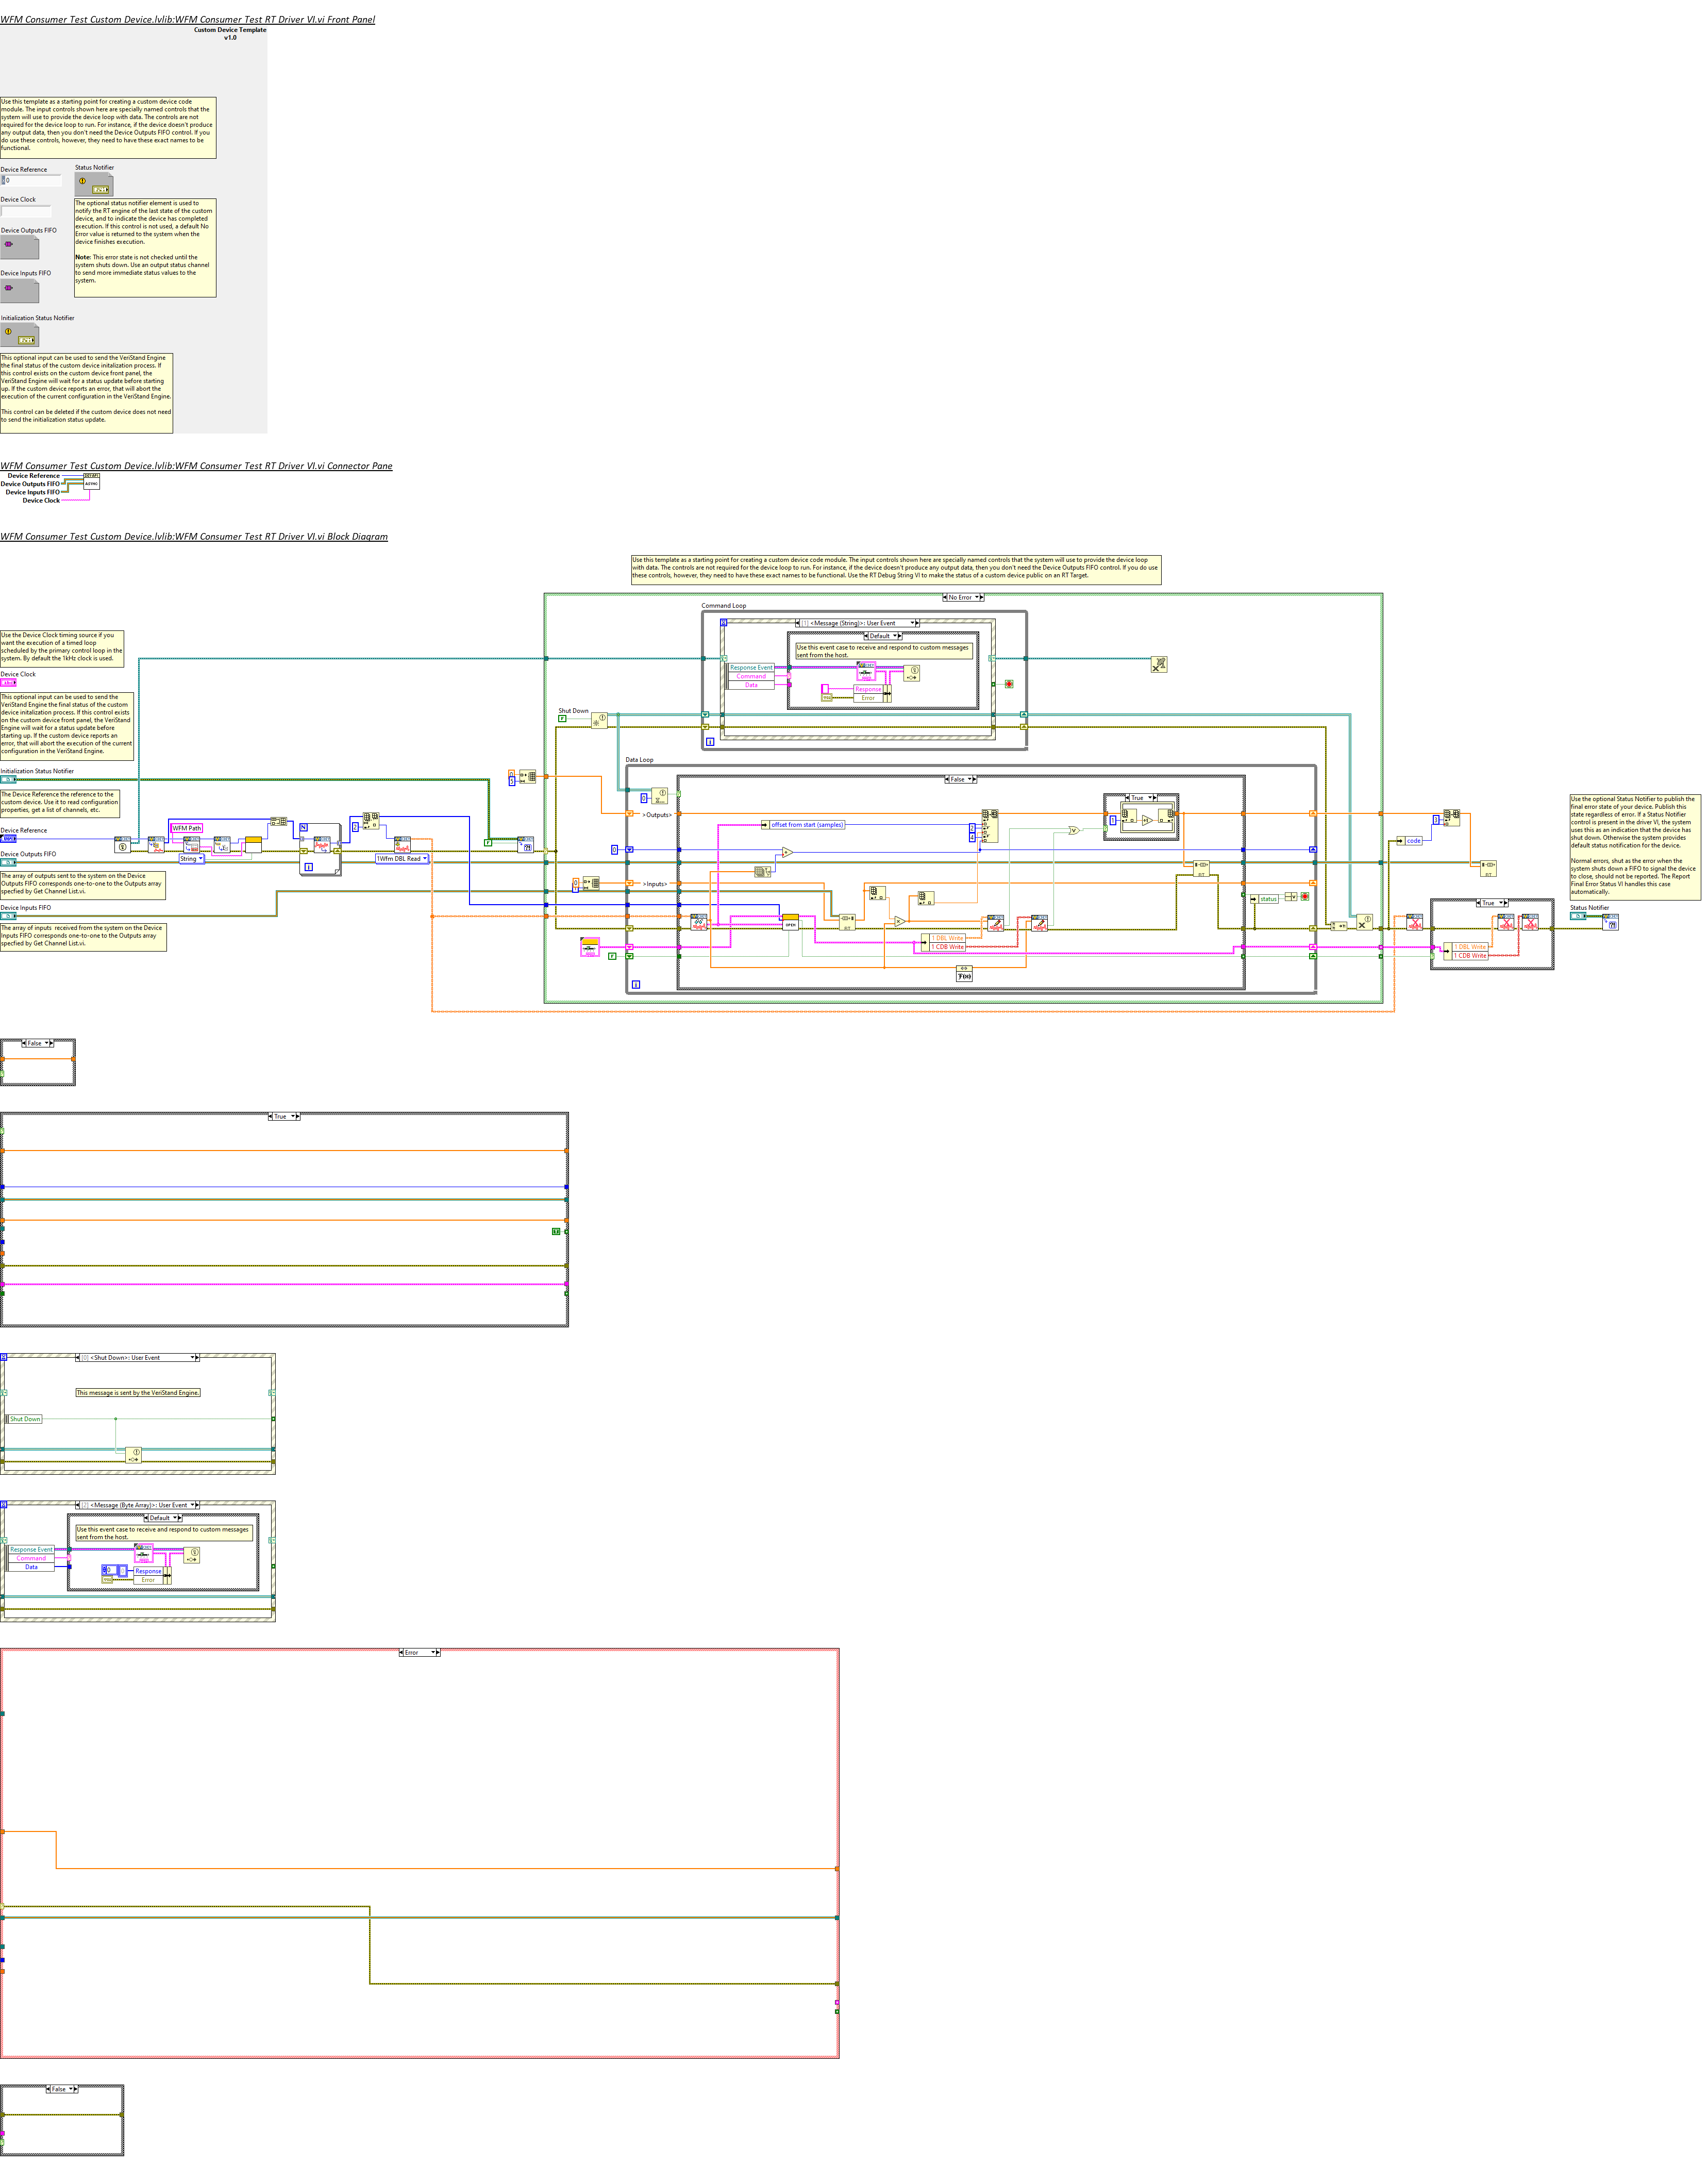 WFM Consumer Test Custom Device.lvlib:WFM Consumer Test RT Driver VI.vi Front Panel
Custom Device Template
v1.0
Use this template as a starting point for creating a custom device code
module. The input controls shown here are specially named controls that the
system will use to provide the device loop with data. The controls are not
required for the device loop to run. For instance, if the device doesn't produce
any output data, then you don't need the Device Outputs FIFO control. If you
do use these controls, however, they need to have these exact names to be
functional.
Device Reference
0
Status Notifier
Device Clock
The optional status notifier element is used to
notify the RT engine of the last state of the custom
device, and to indicate the device has completed
execution. If this control is not used, a default No
Error value is returned to the system when the
device finishes execution.
Note: This error state is not checked until the
system shuts down. Use an output status channel
to send more immediate status values to the
system.
Device Outputs FIFO
Device Inputs FIFO
Initialization Status Notifier
This optional input can be used to send the VeriStand Engine
the final status of the custom device initalization process. If
this control exists on the custom device front panel, the
VeriStand Engine will wait for a status update before starting
up. If the custom device reports an error, that will abort the
execution of the current configuration in the VeriStand Engine.
This control can be deleted if the custom device does not need
to send the initialization status update.
WFM Consumer Test Custom Device.lvlib:WFM Consumer Test RT Driver VI.vi Connector Pane
Device Reference
Device Outputs FIFO
Device Inputs FIFO
Device Clock
ASYNC
WFM Consumer Test Custom Device.lvlib:WFM Consumer Test RT Driver VI.vi Block Diagram
Use this template as a starting point for creating a custom device code module. The input controls shown here are specially named controls that the system will use to provide the device loop
with data. The controls are not required for the device loop to run. For instance, if the device doesn't produce any output data, then you don't need the Device Outputs FIFO control. If you do use
these controls, however, they need to have these exact names to be functional. Use the RT Debug String VI to make the status of a custom device public on an RT Target.
No Error
Command Loop
[1] <Message (String)>: User Event
Default
Use this event case to receive and respond to custom messages
sent from the host.
Response Event
Command
Data
Response
Error
Use the Device Clock timing source if you
want the execution of a timed loop
scheduled by the primary control loop in the
system. By default the 1kHz clock is used.
Device Clock
This optional input can be used to send the
VeriStand Engine the final status of the custom
device initalization process. If this control exists
on the custom device front panel, the VeriStand
Engine will wait for a status update before
starting up. If the custom device reports an
error, that will abort the execution of the current
configuration in the VeriStand Engine.
Shut Down
F
i
Initialization Status Notifier
The Device Reference the reference to the
custom device. Use it to read configuration
properties, get a list of channels, etc.
Device Reference
Device Outputs FIFO
The array of outputs sent to the system on the Device
Outputs FIFO corresponds one-to-one to the Outputs array
specfied by Get Channel List.vi.
Device Inputs FIFO
The array of inputs received from the system on the Device
Inputs FIFO corresponds one-to-one to the Outputs array
specfied by Get Channel List.vi.
WFM Path
String
N
i
2
1Wfm DBL Read
F
0
5
Data Loop
False
0
>Outputs<
offset from start (samples)
2
4
True
1
0
0
>Inputs<
OPEN
RT
1 DBL Write
1 CDB Write
F
i
RT
status
1
code
RT
True
1 DBL Write
1 CDB Write
Use the optional Status Notifier to publish the
final error state of your device. Publish this
state regardless of error. If a Status Notifier
control is present in the driver VI, the system
uses this as an indication that the device has
shut down. Otherwise the system provides
default status notification for the device.
Normal errors, shut as the error when the
system shuts down a FIFO to signal the device
to close, should not be reported. The Report
Final Error Status VI handles this case
automatically.
Status Notifier
False
True
[0] <Shut Down>: User Event
This message is sent by the VeriStand Engine.
Shut Down
[2] <Message (Byte Array)>: User Event
Default
Use this event case to receive and respond to custom messages
sent from the host.
Response Event
Command
Data
0
Response
Error
Error
False